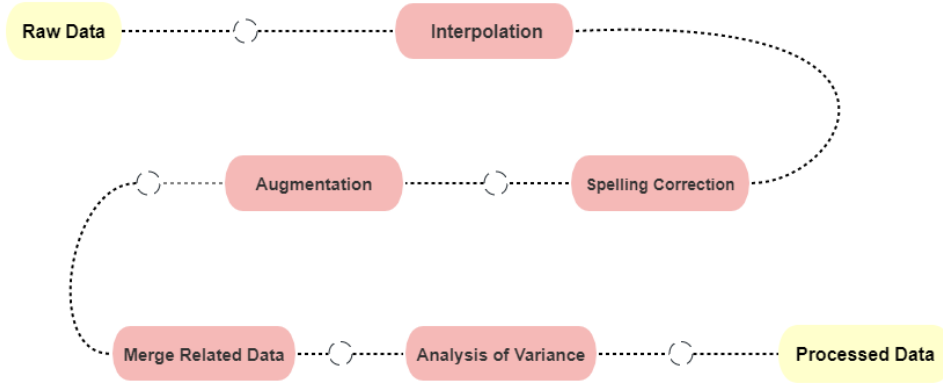 Raw Data
Interpolation
Spelling Correction
Augmentation
Merge Related Data
Analysis of Variance
Processed Data